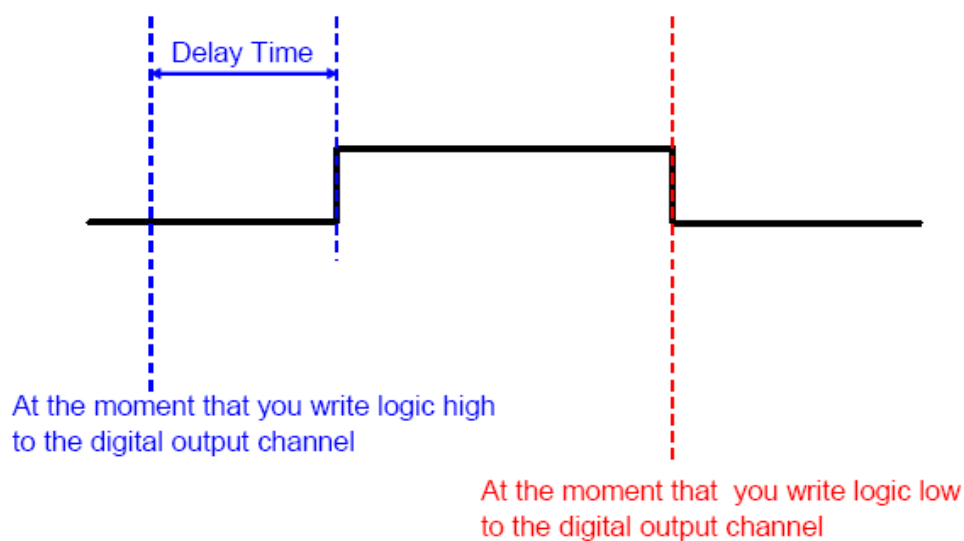 Delay Time
At the moment that you write logic high
to the digital output channel
At the moment that  you write logic low
to the digital output channel